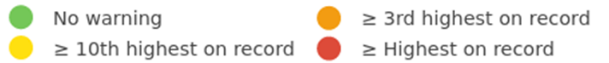 No warning
≥ 3rd highest on record
≥ 10th highest on record
≥ Highest on record